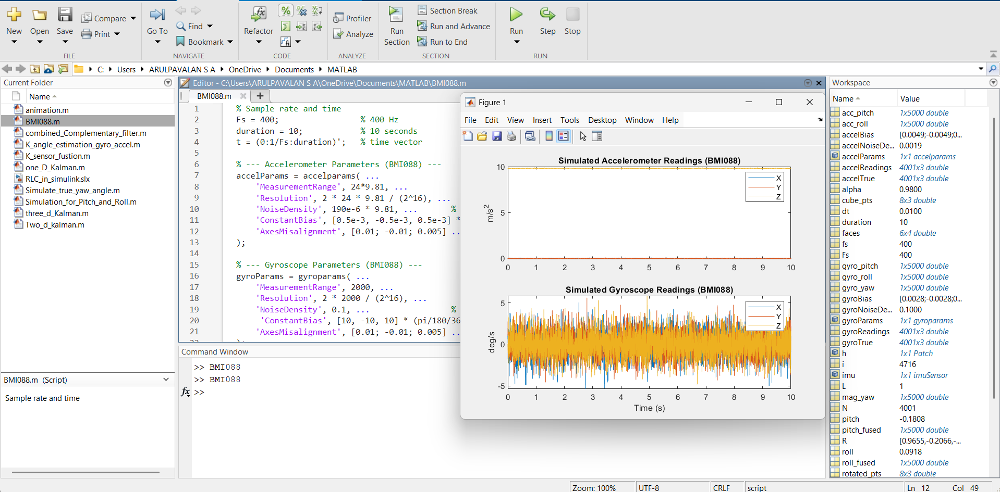 New
Open
Save
Compare
Print
FILE
Go To
Find
Bookmark
NAVIGATE
Refactor
CODE
Profiler
Analyze
ANALYZE
Run
Section
Section Break
Run and Advance
Run to End
SECTION
Run
Step
Stop
RUN
C: Users ARULPAVALAN S A OneDrive Documents MATLAB
Current Folder
Name
animation.m
BMI088.m
combined_Complementary_filter.m
K_angle_estimation_gyro_accel.m
K_sensor_fustion.m
one_D_Kalman.m
RLC_in_simulink.slx
Simulate_true_yaw_angle.m
Simulation_for_Pitch_and_Roll.m
three_d_Kalman.m
Two_d_kalman.m
BMI088.m (Script)
Sample rate and time
Editor - C:\Users\ARULPAVALAN S A\OneDrive\Documents\MATLAB\BMI088.m
BMI088.m
1 % Sample rate and time
2 Fs = 400; % 400 Hz
3 duration = 10; % 10 seconds
4 t = (0:1/Fs:duration)'; % time vector
5
6 % --- Accelerometer Parameters (BMI088) ---
7 accelParams = accelparams( ...
8 'MeasurementRange', 24*9.81, ...
9 'Resolution', 2 * 24 * 9.81 / (2^16), ...
10 'NoiseDensity', 190e-6 * 9.81, ... %
11 'ConstantBias', [0.5e-3, -0.5e-3, 0.5e-3] *
12 'AxesMisalignment', [0.01; -0.01; 0.005] ..
13 );
14
15 % --- Gyroscope Parameters (BMI088) ---
16 gyroParams = gyroparams( ...
17 'MeasurementRange', 2000, ...
18 'Resolution', 2 * 2000 / (2^16), ...
19 'NoiseDensity', 0.1, ... %
20 'ConstantBias', [10, -10, 10] * (pi/180/36
21 'AxesMisalignment', [0.01; -0.01; 0.005] ..
Command Window
>> BMI088
>> BMI088
fx >>
Figure 1
File Edit View Insert Tools Desktop Window Help
Simulated Accelerometer Readings (BMI088)
10
5
0
m/s2
X
Y
Z
0 1 2 3 4 5 6 7 8 9 10
Simulated Gyroscope Readings (BMI088)
5
0
-5
deg/s
X
Y
Z
0 1 2 3 4 5 6 7 8 9 10
Time (s)
Workspace
Name Value
acc_pitch 1x5000 double
acc_roll 1x5000 double
accelBias [0.0049;-0.0049;0...
accelNoiseDe... 0.0019
accelParams 1x1 accelparams
accelReadings 4001x3 double
accelTrue 4001x3 double
alpha 0.9800
cube_pts 8x3 double
dt 0.0100
duration 10
faces 6x4 double
fs 400
Fs 400
gyro_pitch 1x5000 double
gyro_roll 1x5000 double
gyro_yaw 1x5000 double
gyroBias [0.0028;-0.0028;0...
gyroNoiseDe... 0.1000
gyroParams 1x1 gyroparams
gyroReadings 4001x3 double
gyroTrue 4001x3 double
h 1x1 Patch
i 4716
imu 1x1 imuSensor
L 1
mag_yaw 1x5000 double
N 4001
pitch -0.1808
pitch_fused 1x5000 double
R [0.9655,-0.2066,-...
roll 0.0918
roll_fused 1x5000 double
rotated_pts 8x3 double
Zoom: 100% UTF-8 CRLF script Ln 12 Col 49